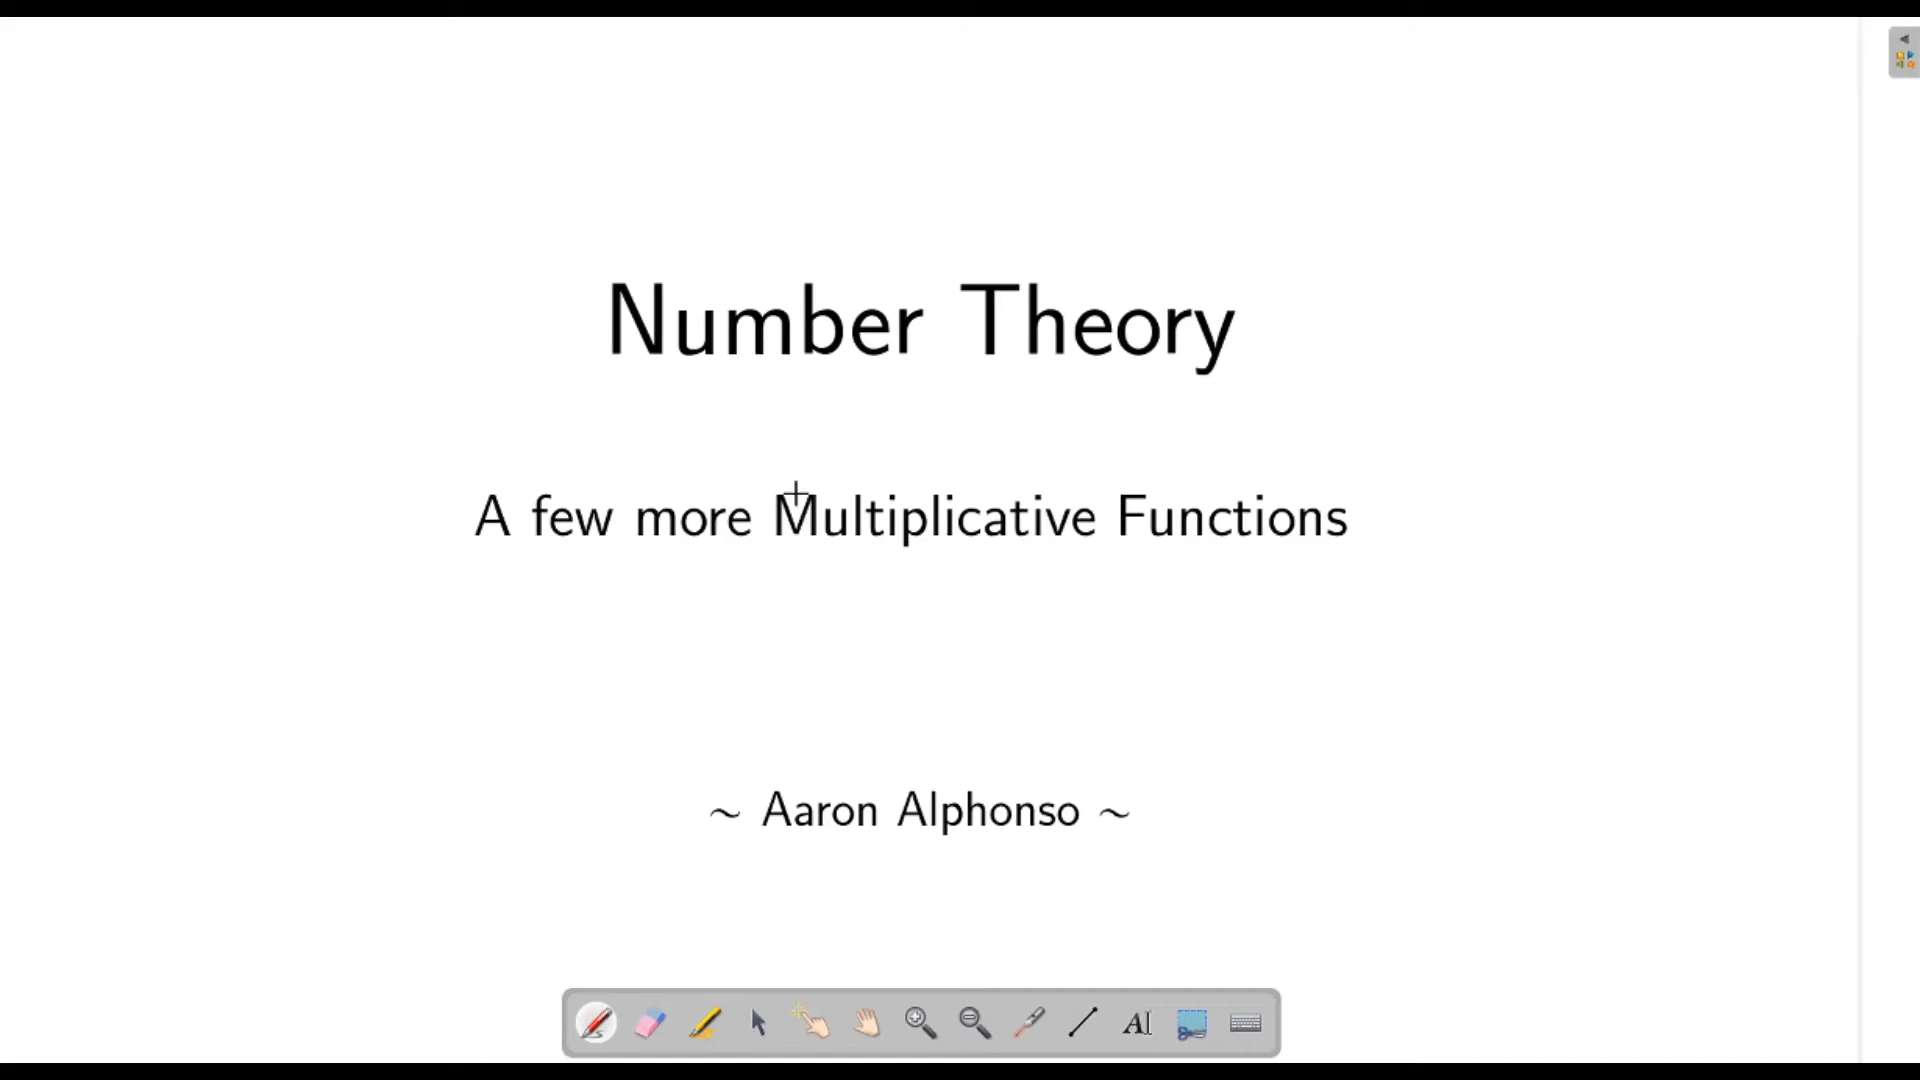 Number Theory
A few more Multiplicative Functions
~ Aaron Alphonso ~